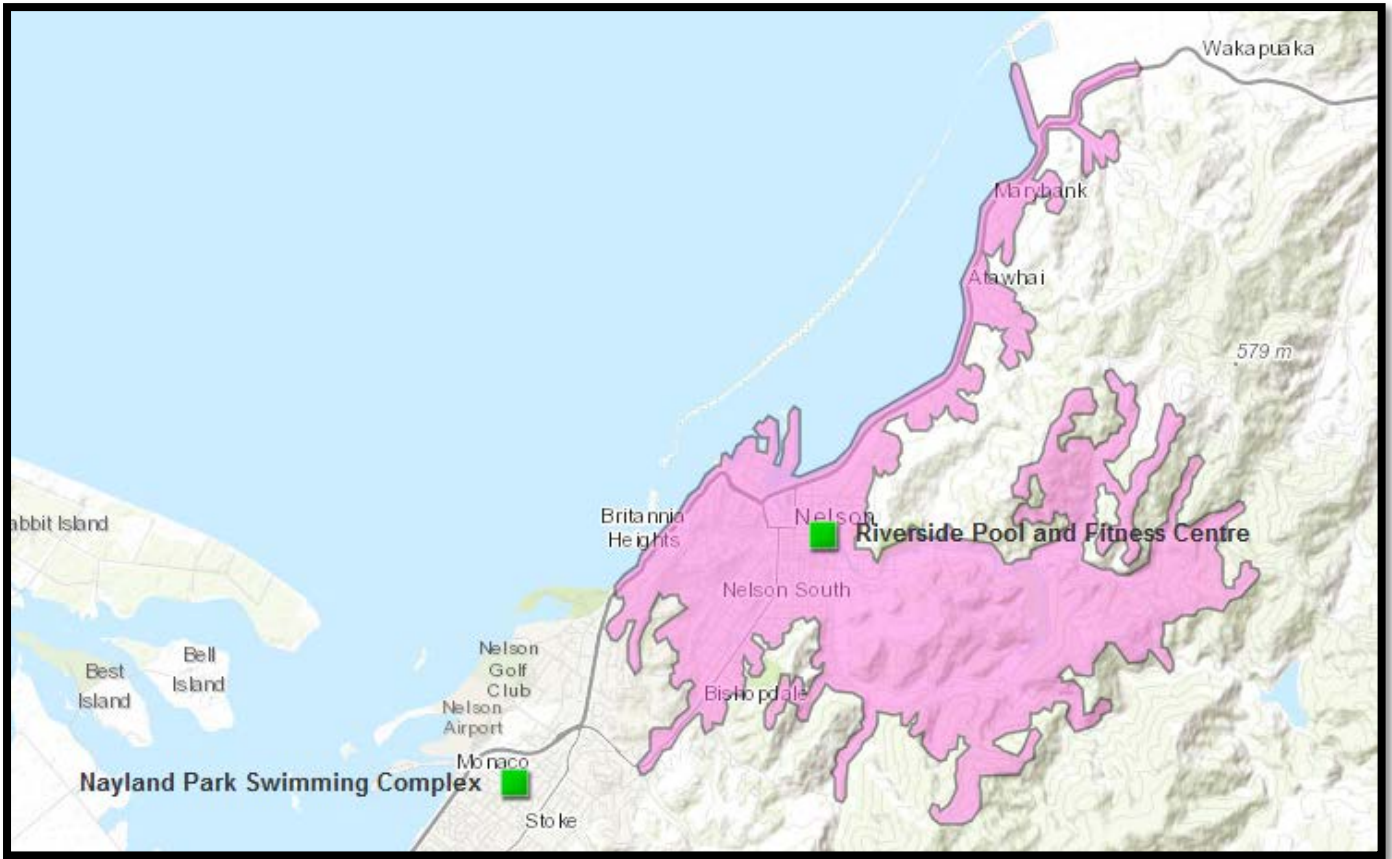 Wakapuaka
Marybank
Atawhai
579 m
Britannia
Heights
Nelson
Riverside Pool and Fitness Centre
abbit Island
Nelson South
Nelson
Golf
Club
Bell
Island
Best
Island
Bishopdale
Nelson
Airport
Monaco
Nayland Park Swimming Complex
Stoke